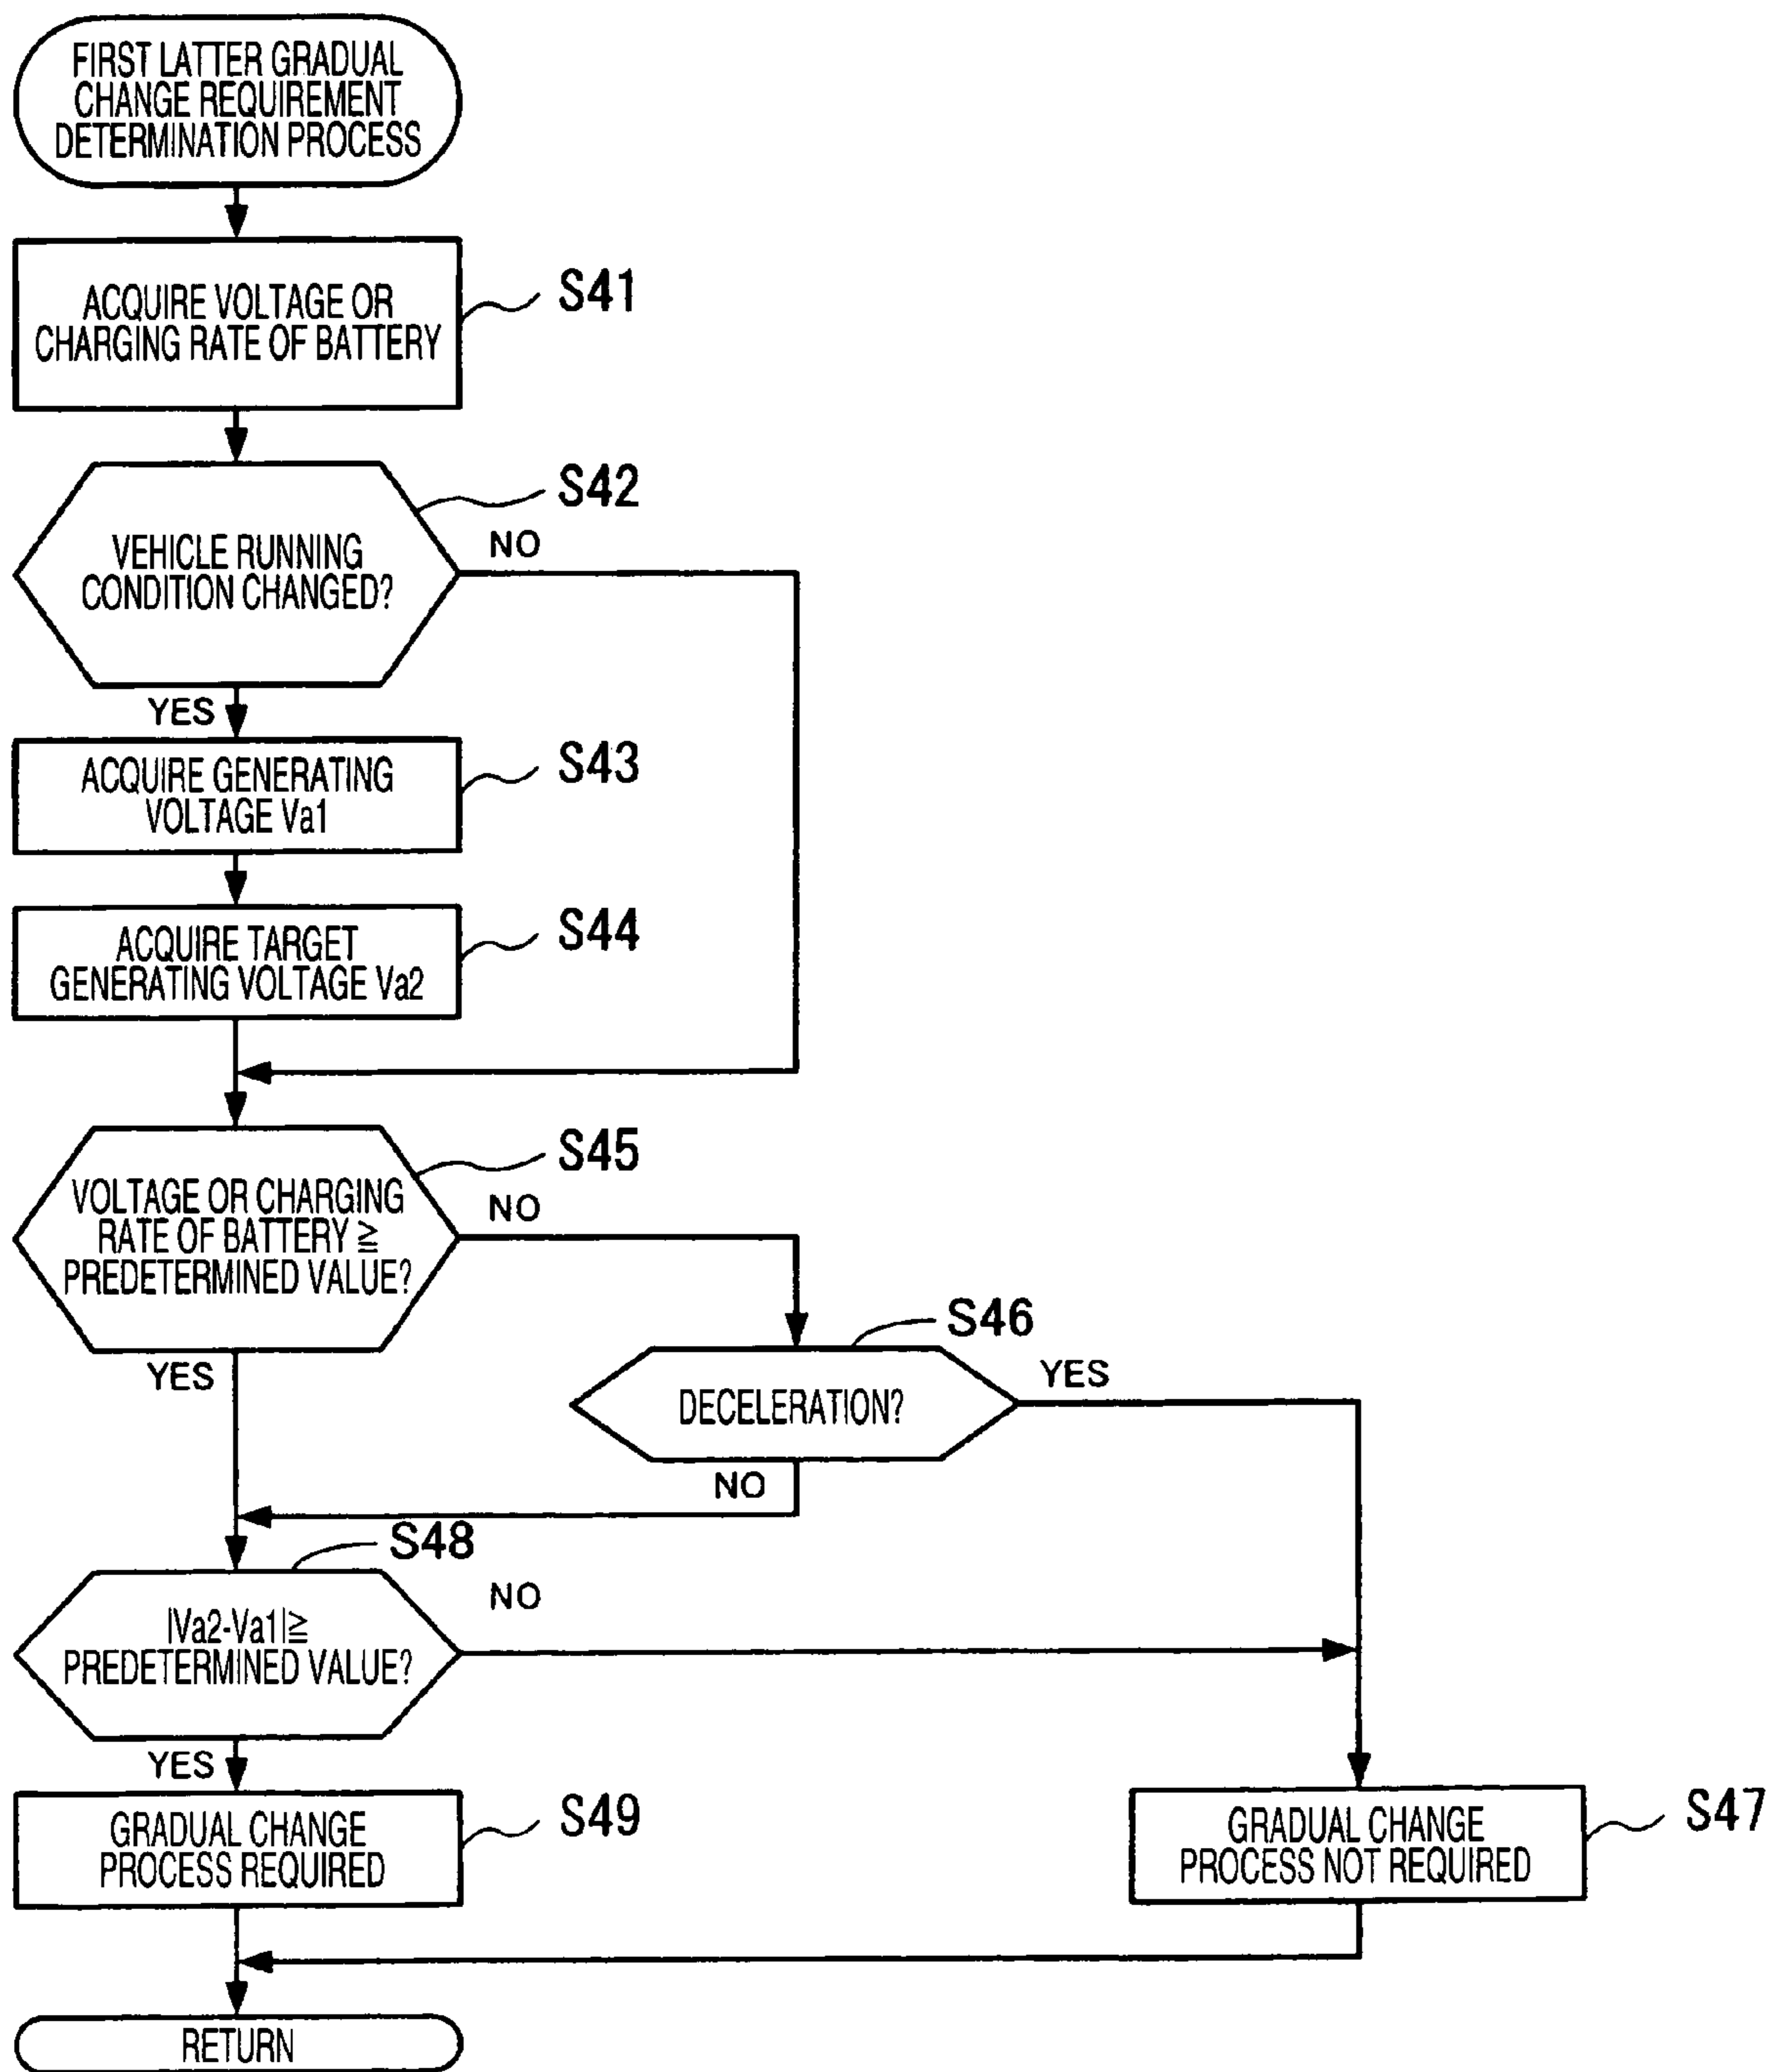 FIRST LATTER GRADUAL
CHANGE REQUIREMENT
DETERMINATION PROCESS
ACQUIRE VOLTAGE OR
CHARGING RATE OF BATTERY
S41
S42
VEHICLE RUNNING
CONDITION CHANGED?
NO
YES
ACQUIRE GENERATING
VOLTAGE Va1
S43
ACQUIRE TARGET
GENERATING VOLTAGE Va2
S44
S45
VOLTAGE OR CHARGING
RATE OF BATTERY ≧
PREDETERMINED VALUE?
NO
YES
S46
DECELERATION?
YES
NO
S48
|Va2-Va1|≧
PREDETERMINED VALUE?
NO
YES
GRADUAL CHANGE
PROCESS REQUIRED
S49
GRADUAL CHANGE
PROCESS NOT REQUIRED
S47
RETURN